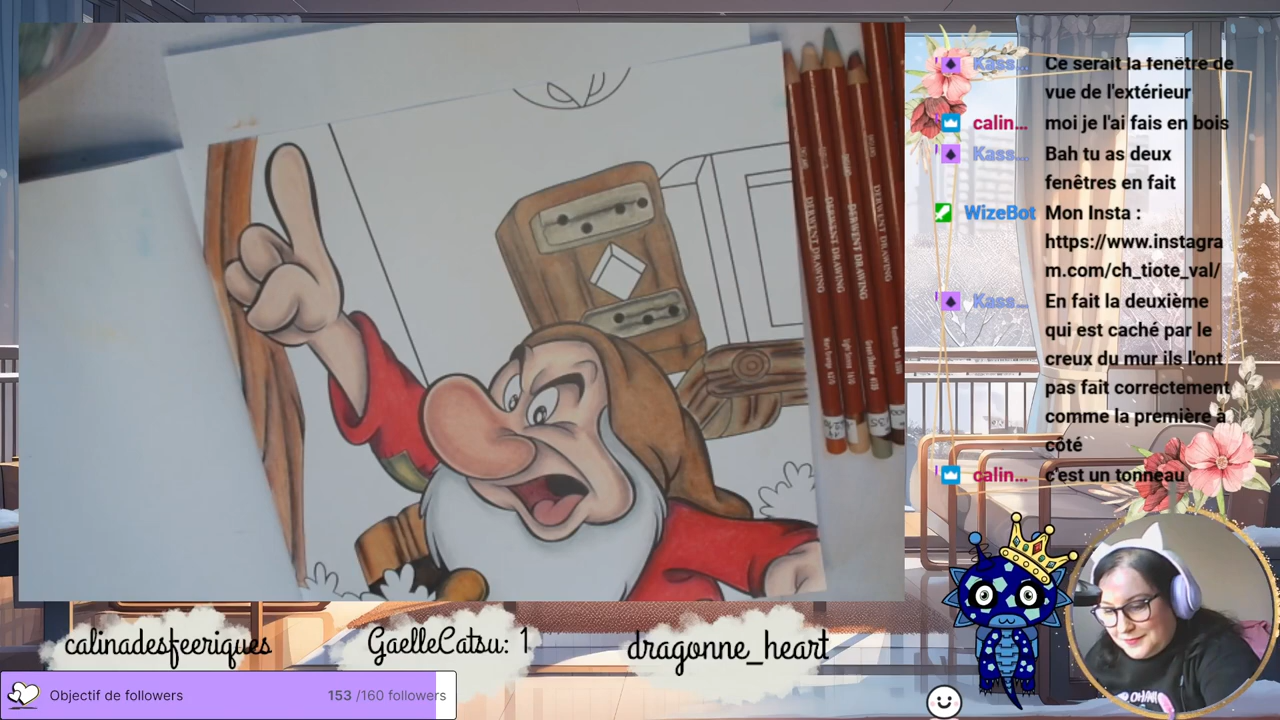 Kass... Ce serait la fenêtre de
vue de l'extérieur
calin... moi je l'ai fais en bois
Kass... Bah tu as deux
fenêtres en fait
WizeBot Mon Insta :
https://www.instagra
m.com/ch_tiote_val/
Kass... En fait la deuxième
qui est caché par le
creux du mur ils l'ont
pas fait correctement
comme la première à
côté
calin... c'est un tonneau
DERWENT DRAWING
DERWENT DRAWING
DERWENT DRAWING
DERWENT DRAWING
calinadesfeeriques
GaelleCatsu: 1
dragonne_heart
Objectif de followers 153 /160 followers